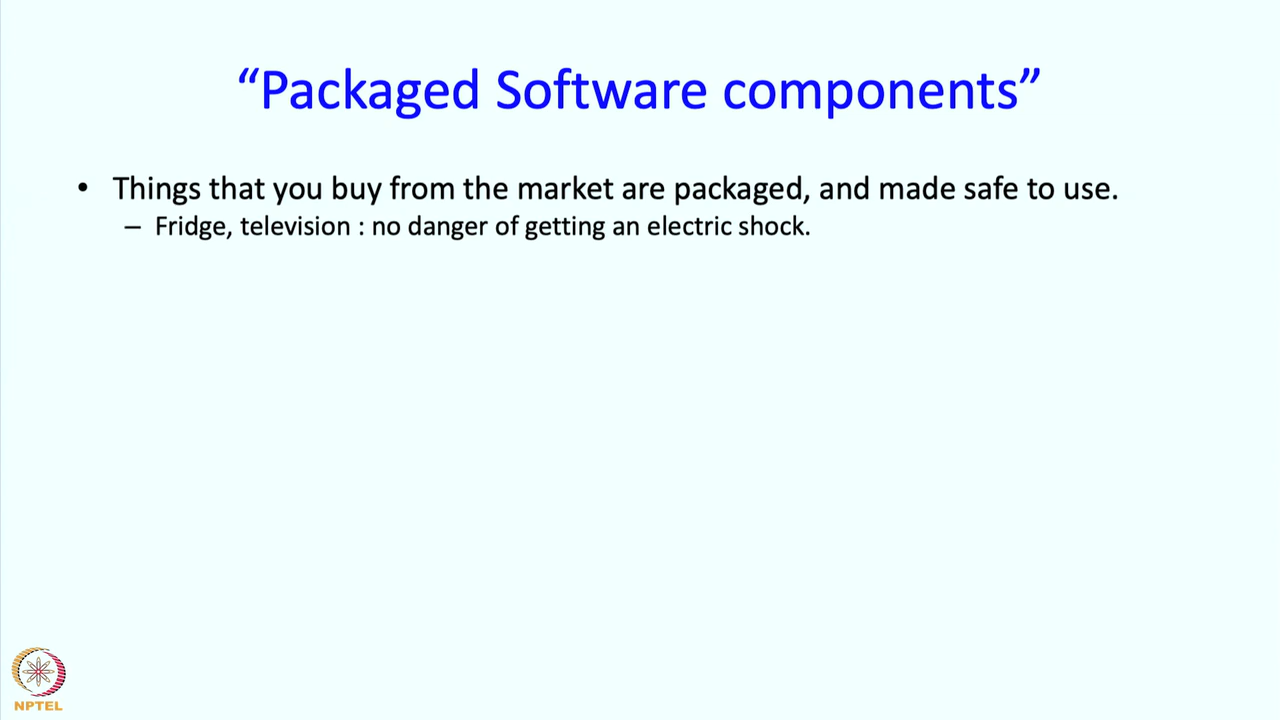 “Packaged Software components”
• Things that you buy from the market are packaged, and made safe to use.
– Fridge, television : no danger of getting an electric shock.
NPTEL